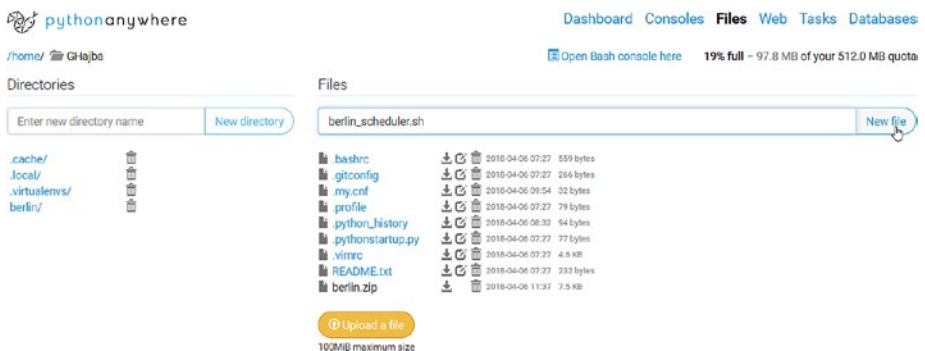 pythonanywhere
Dashboard Consoles Files Web Tasks Databases
/home/ GHajba
Open Bash console here 19% full – 97.8 MB of your 512.0 MB quota
Directories
Files
Enter new directory name New directory
berlin_scheduler.sh New file
.cache/
.local/
.virtualenvs/
berlin/
.bashrc 2018-04-06 07:27 559 bytes
.gitconfig 2018-04-06 07:27 266 bytes
.my.cnf 2018-04-06 09:54 32 bytes
.profile 2018-04-06 07:27 79 bytes
.python_history 2018-04-06 08:32 94 bytes
.pythonstartup.py 2018-04-06 07:27 77 bytes
.vimrc 2018-04-06 07:27 4.6 KB
README.txt 2018-04-06 07:27 232 bytes
berlin.zip 2018-04-06 11:37 7.5 KB
Upload a file
100MiB maximum size